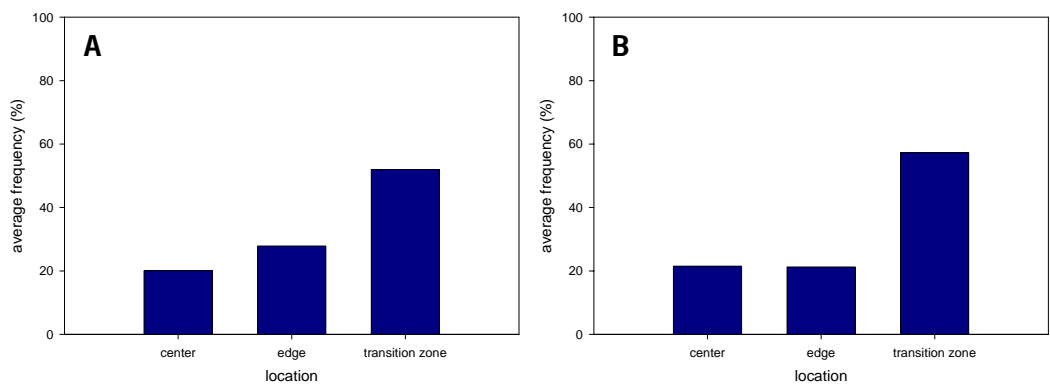 A
average frequency (%)
100
80
60
40
20
0
center edge transition zone
location
B
average frequency (%)
100
80
60
40
20
0
center edge transition zone
location